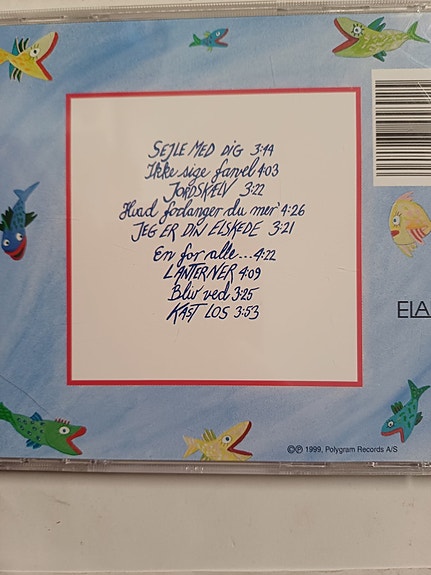 SEJLE MED DIG 3:14
Ikke sige farvel 4:03
JORDSKÆLV 3:22
Hvad forlanger du mer' 4:26
JEG ER DIN ELSKEDE 3:21
En for alle... 4:22
LANTERNER 4:09
Bliv ved 3:25
KAST LOS 3:53
ELA
©℗ 1999, Polygram Records A/S